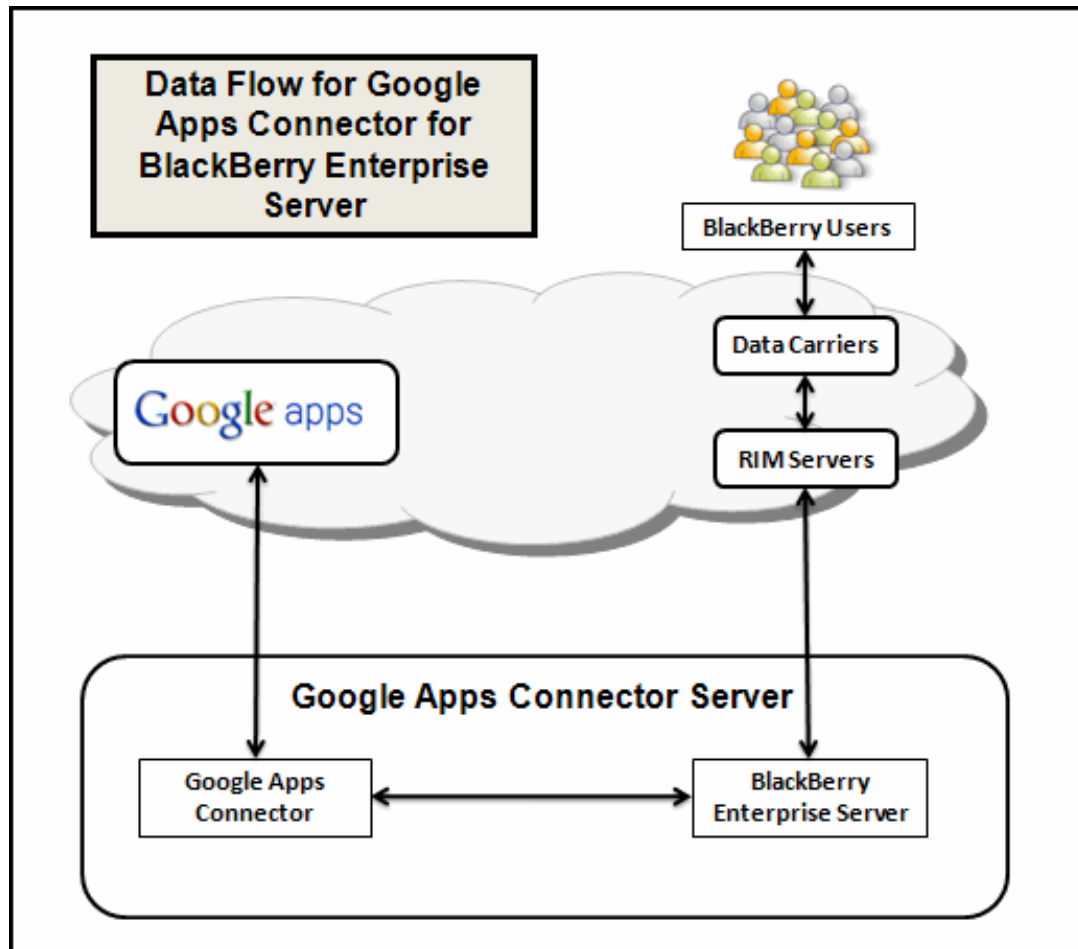 Data Flow for Google
Apps Connector for
BlackBerry Enterprise
Server
BlackBerry Users
Data Carriers
Google apps
RIM Servers
Google Apps Connector Server
Google Apps
Connector
BlackBerry
Enterprise Server